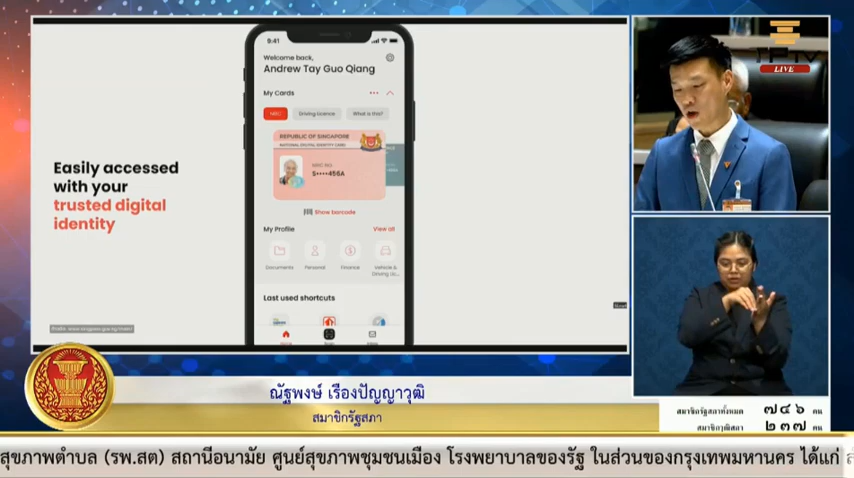 9:41
Welcome back,
Andrew Tay Guo Qiang
My Cards
NRIC
Driving licence
What is this?
REPUBLIC OF SINGAPORE
NATIONAL DIGITAL IDENTITY CARD
NRIC NO
S••••456A
Show barcode
My Profile
View all
Documents
Personal
Finance
Vehicle &
Driving Lic...
Last used shortcuts
Easily accessed
with your
trusted digital
identity
LIVE
ณัฐพงษ์ เรืองปัญญาวุฒิ
สมาชิกรัฐสภา
สมาชิกรัฐสภาทั้งหมด ๗๔๖ คน
สมาชิกวุฒิสภา ๒๓๗ คน
สุขภาพตำบล (รพ.สต) สถานีอนามัย ศูนย์สุขภาพชุมชนเมือง โรงพยาบาลของรัฐ ในส่วนของกรุงเทพมหานคร ได้แก่